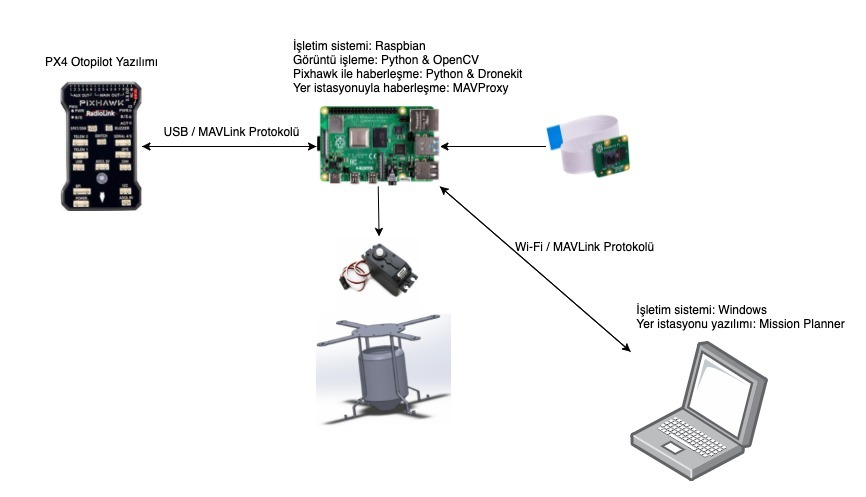 İşletim sistemi: Raspbian
Görüntü işleme: Python & OpenCV
Pixhawk ile haberleşme: Python & Dronekit
Yer istasyonuyla haberleşme: MAVProxy
PX4 Otopilot Yazılımı
PIXHAWK
RadioLink
USB / MAVLink Protokolü
Wi-Fi / MAVLink Protokolü
İşletim sistemi: Windows
Yer istasyonu yazılımı: Mission Planner